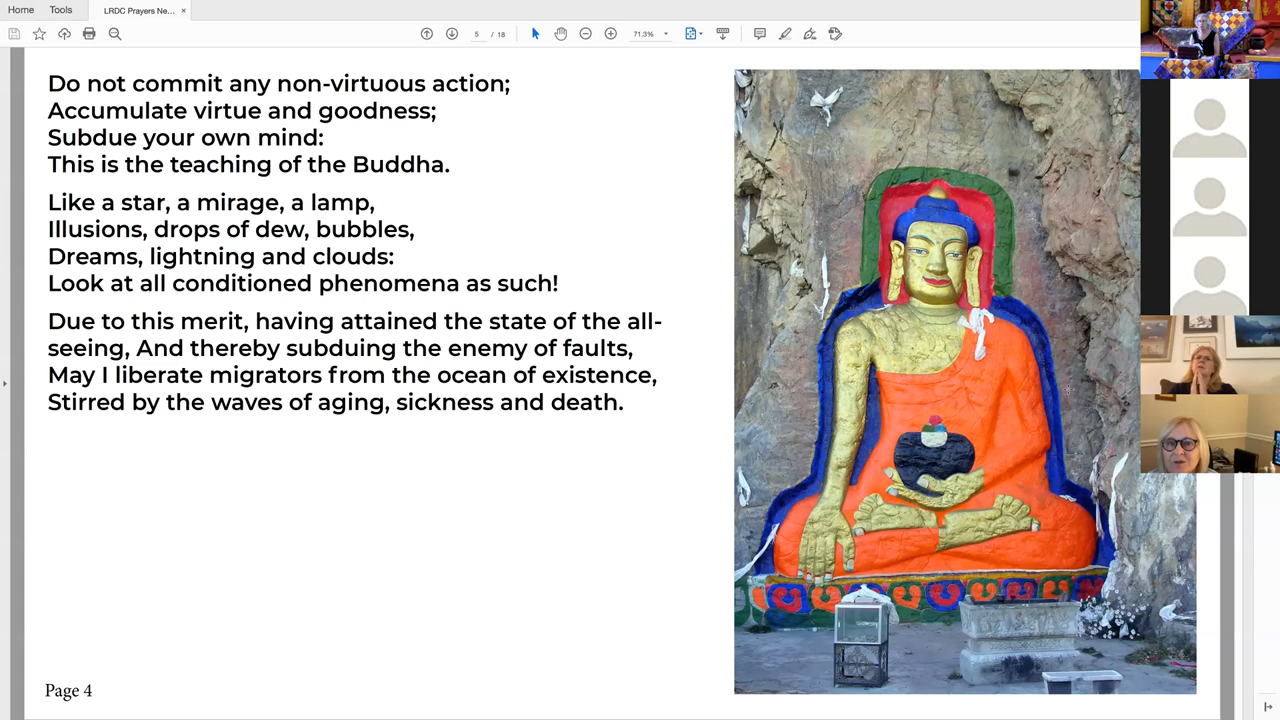 Home Tools LRDC Prayers Ne... ×
5 / 18 71.3%
Do not commit any non-virtuous action;
Accumulate virtue and goodness;
Subdue your own mind:
This is the teaching of the Buddha.
Like a star, a mirage, a lamp,
Illusions, drops of dew, bubbles,
Dreams, lightning and clouds:
Look at all conditioned phenomena as such!
Due to this merit, having attained the state of the all-
seeing, And thereby subduing the enemy of faults,
May I liberate migrators from the ocean of existence,
Stirred by the waves of aging, sickness and death.
Page 4